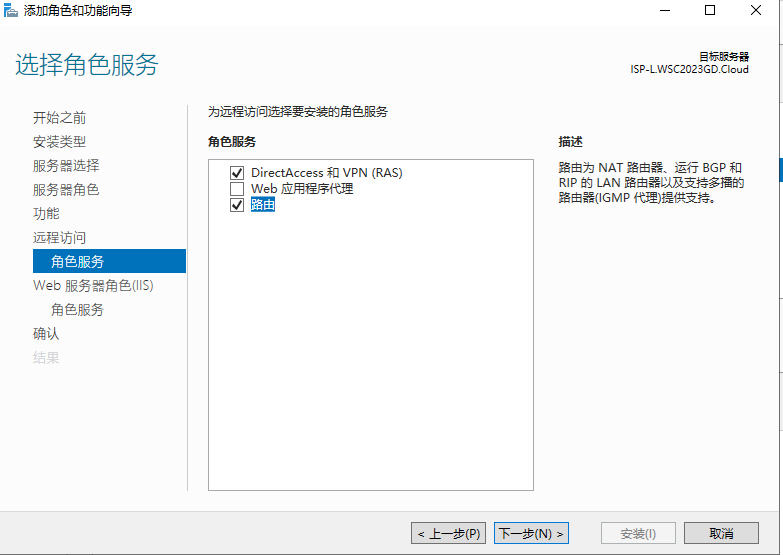 添加角色和功能向导
选择角色服务
目标服务器
ISP-L.WSC2023GD.Cloud
开始之前
安装类型
服务器选择
服务器角色
功能
远程访问
角色服务
Web 服务器角色(IIS)
角色服务
确认
结果
为远程访问选择要安装的角色服务
角色服务
DirectAccess 和 VPN (RAS)
Web 应用程序代理
路由
描述
路由为 NAT 路由器、运行 BGP 和
RIP 的 LAN 路由器以及支持多播的
路由器(IGMP 代理)提供支持。
< 上一步(P)
下一步(N) >
安装(I)
取消